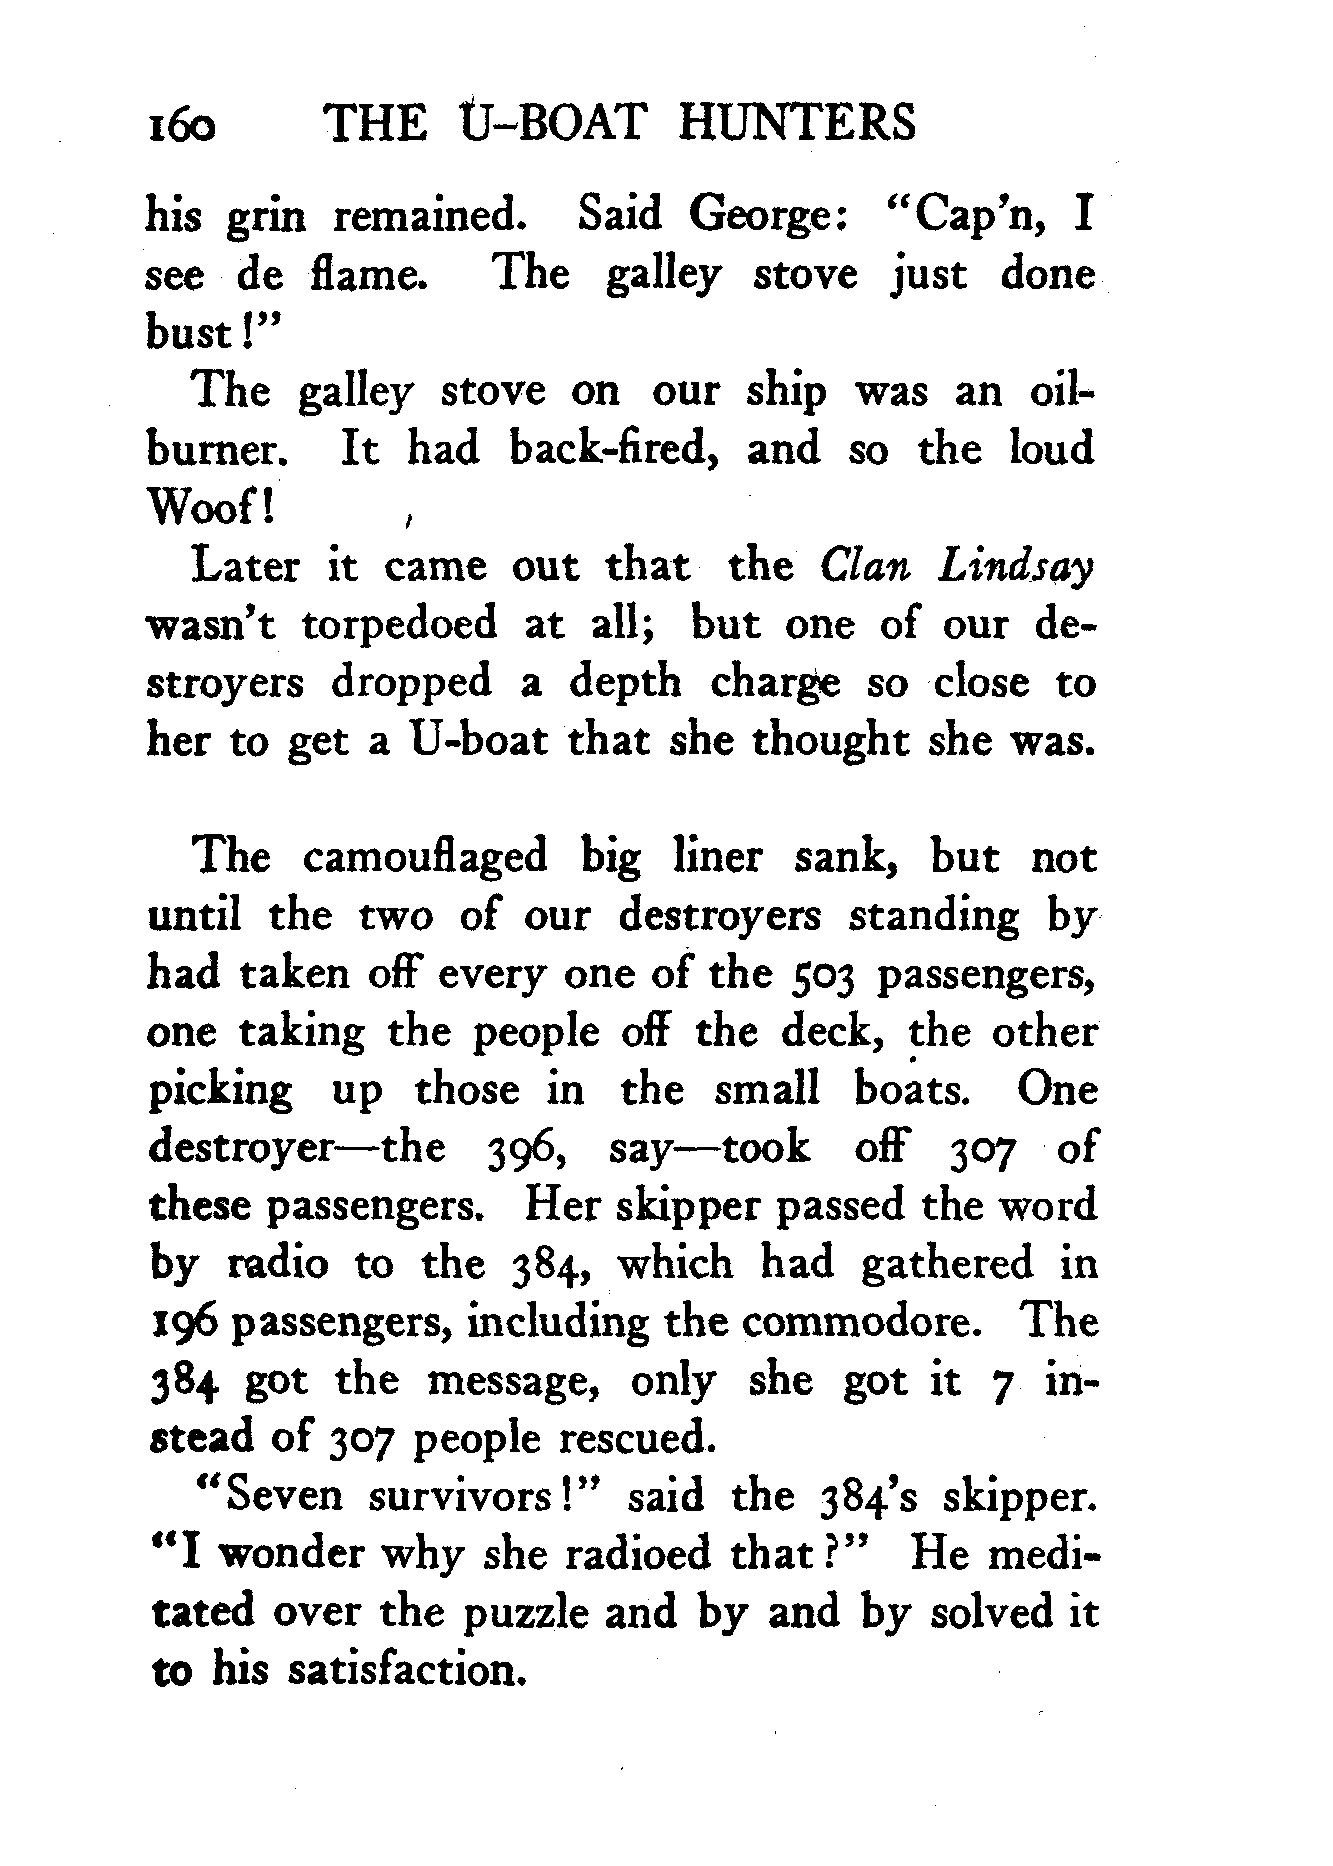 160 THE U-BOAT HUNTERS
his grin remained. Said George: "Cap'n, I
see de flame. The galley stove just done
bust!"
The galley stove on our ship was an oil-
burner. It had back-fired, and so the loud
Woof!
Later it came out that the Clan Lindsay
wasn't torpedoed at all; but one of our de-
stroyers dropped a depth charge so close to
her to get a U-boat that she thought she was.
The camouflaged big liner sank, but not
until the two of our destroyers standing by
had taken off every one of the 503 passengers,
one taking the people off the deck, the other
picking up those in the small boats. One
destroyer—the 396, say—took off 307 of
these passengers. Her skipper passed the word
by radio to the 384, which had gathered in
196 passengers, including the commodore. The
384 got the message, only she got it 7 in-
stead of 307 people rescued.
"Seven survivors!" said the 384's skipper.
"I wonder why she radioed that?" He medi-
tated over the puzzle and by and by solved it
to his satisfaction.